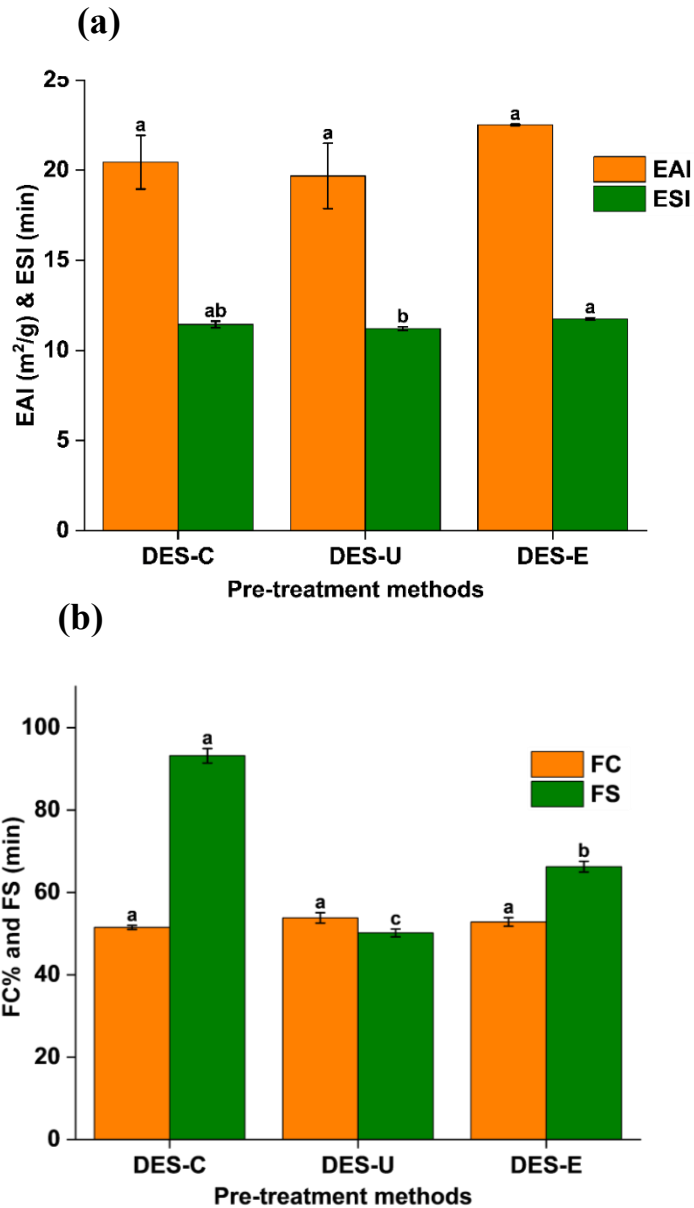 (a)
25
20
15
10
5
0
EAI (m²/g) & ESI (min)
a
ab
a
b
a
a
EAI
ESI
DES-C DES-U DES-E
Pre-treatment methods
(b)
100
80
60
40
20
0
FC% and FS (min)
a
a
a
c
a
b
FC
FS
DES-C DES-U DES-E
Pre-treatment methods